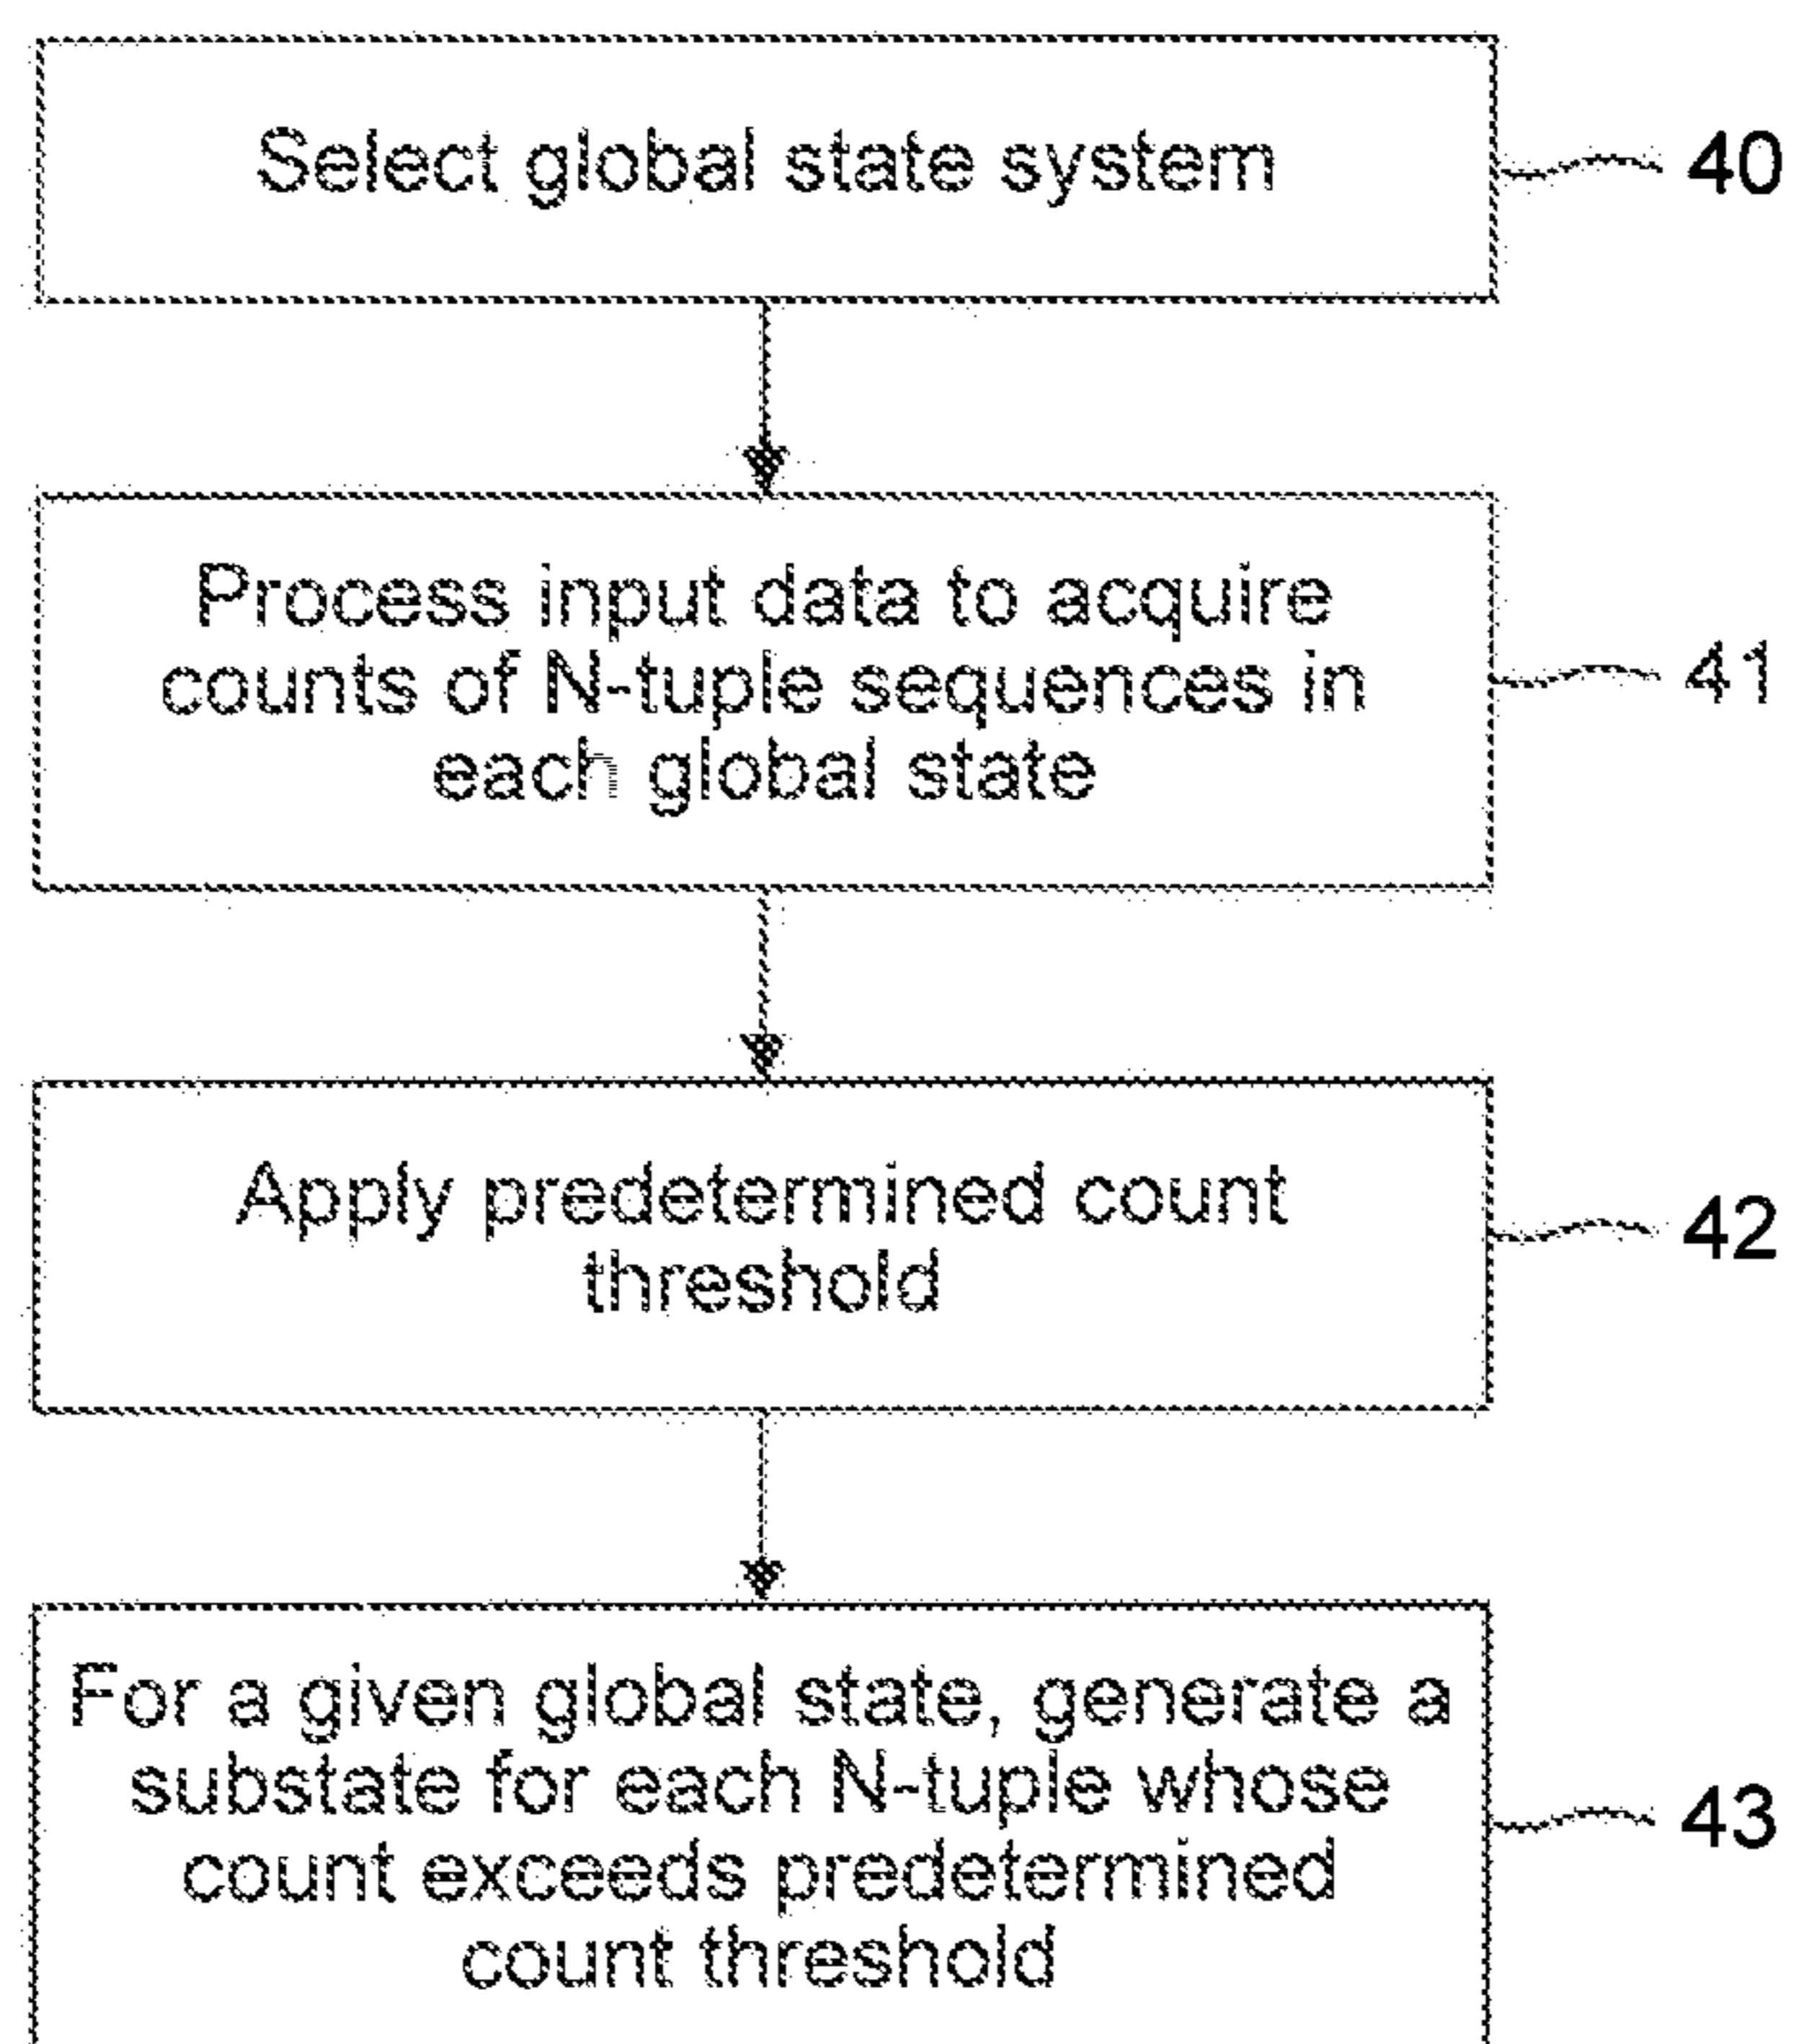 Select global state system
40
Process input data to acquire
counts of N-tuple sequences in
each global state
41
Apply predetermined count
threshold
42
For a given global state, generate a
substate for each N-tuple whose
count exceeds predetermined
count threshold
43